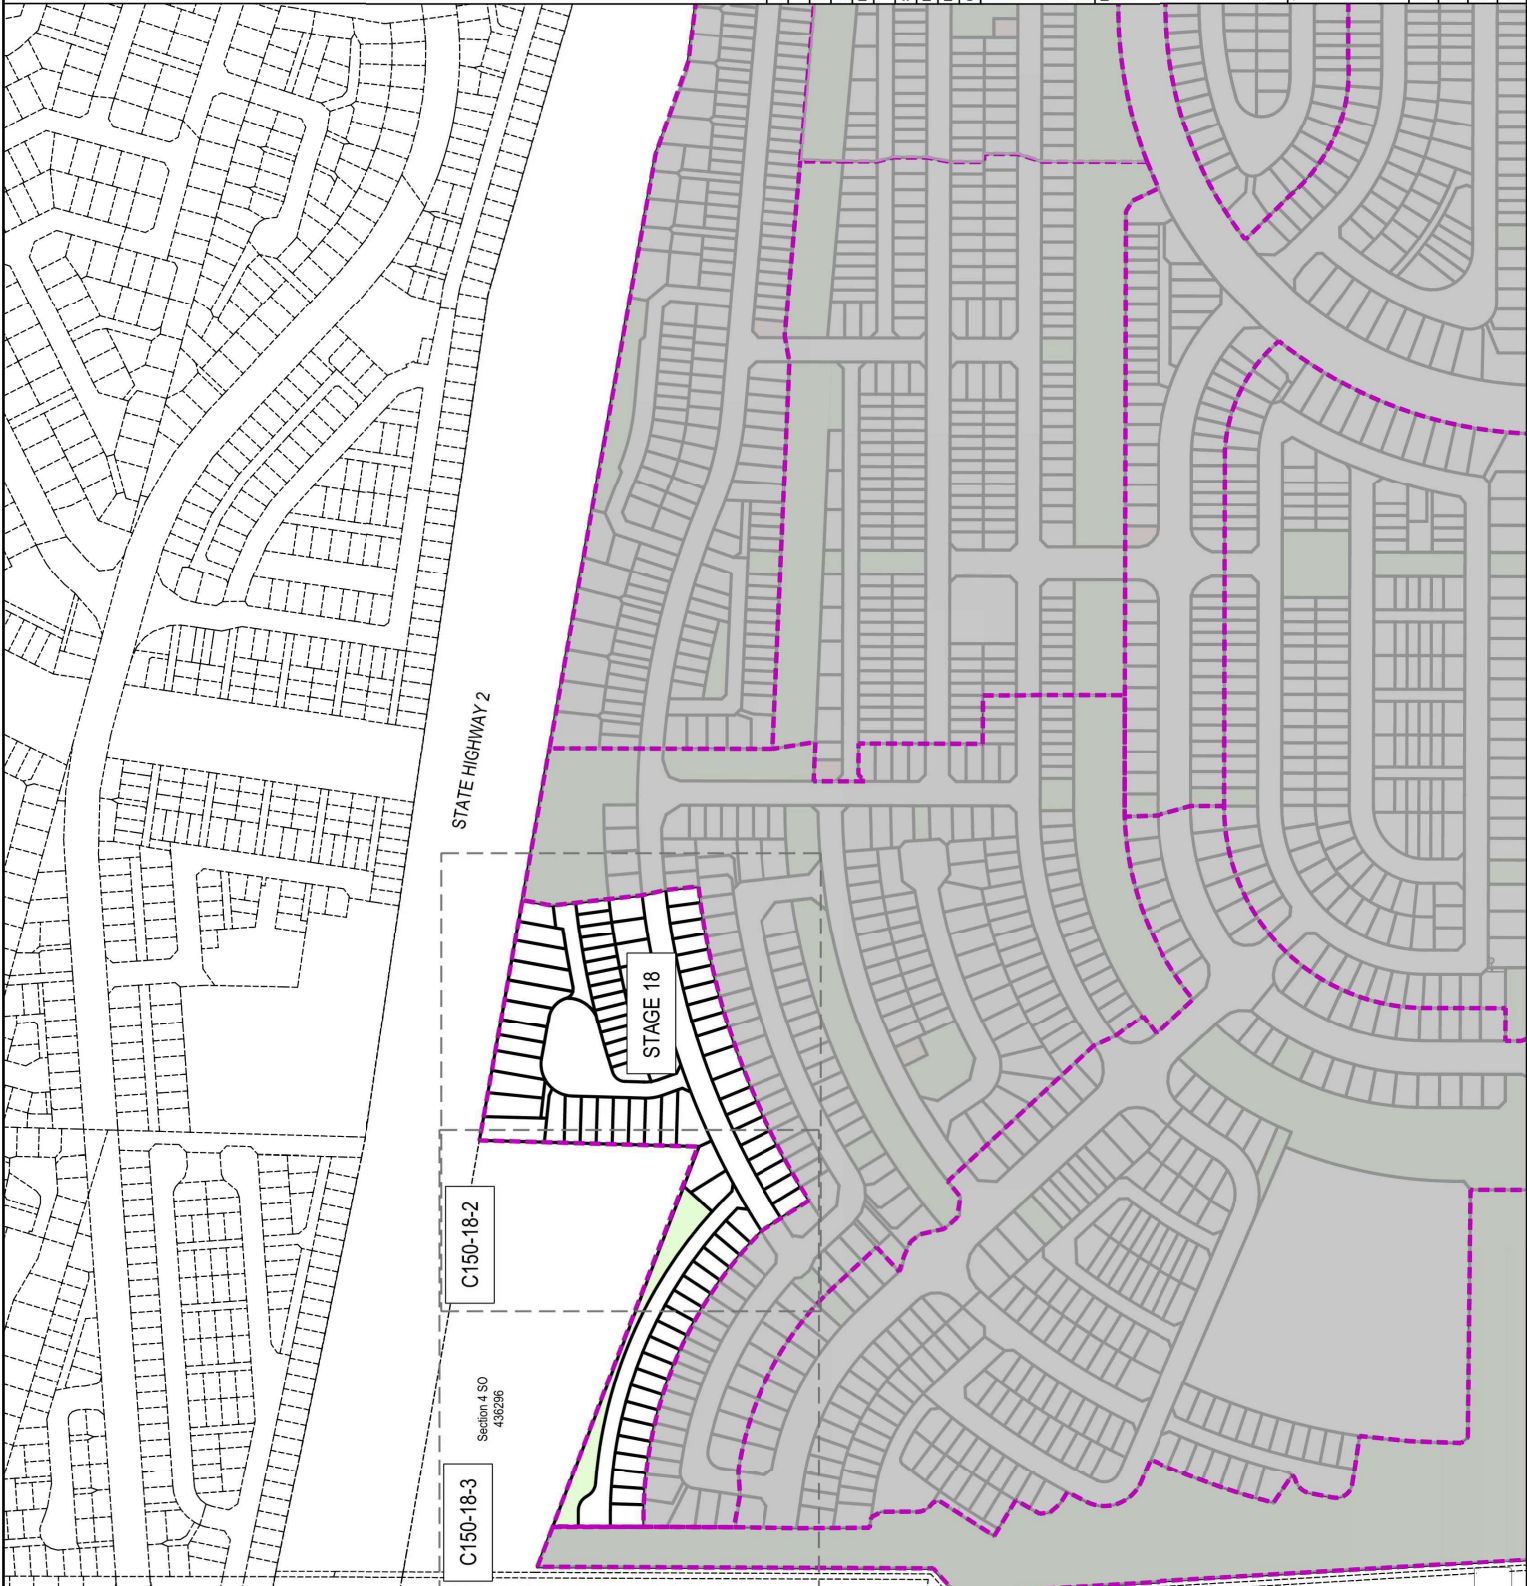 STATE HIGHWAY 2
STAGE 18
C150-18-2
Section 4 SO
436296
C150-18-3